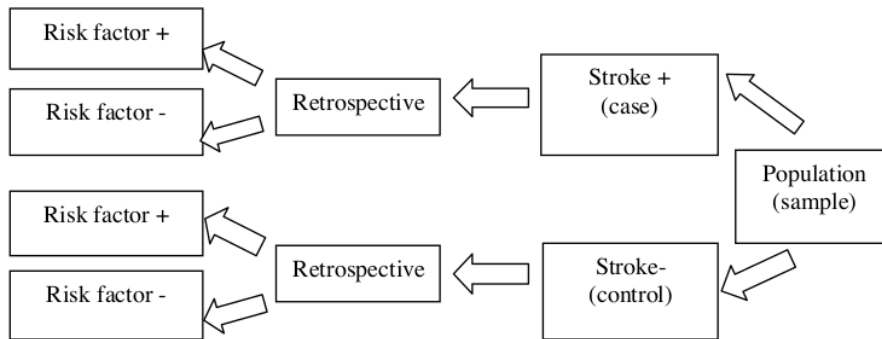 Risk factor +
Risk factor -
Retrospective
Stroke +
(case)
Population
(sample)
Risk factor +
Risk factor -
Retrospective
Stroke-
(control)